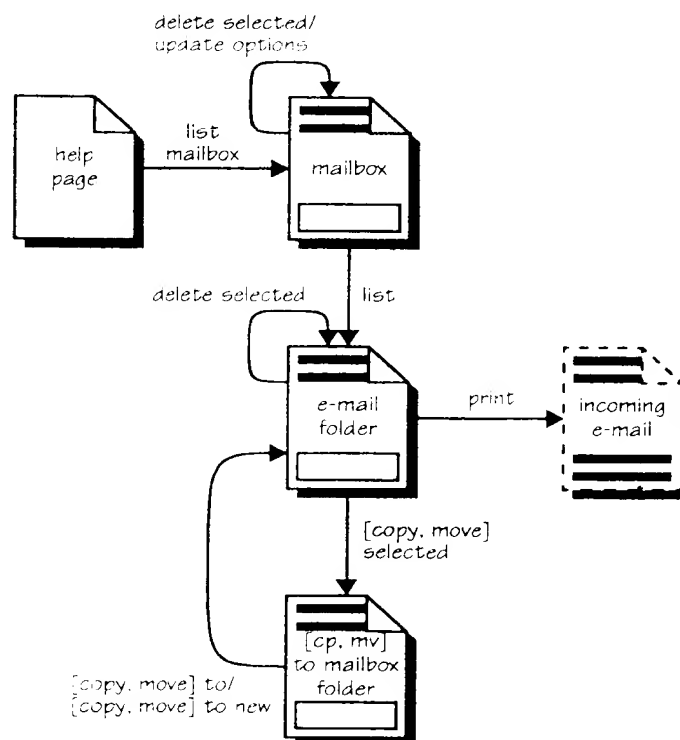 delete selected/
update options
list
mailbox
help
page
mailbox
delete selected
list
e-mail
folder
print
incoming
e-mail
[copy, move]
selected
[cp, mv]
to mailbox
folder
[copy, move] to/
[copy, move] to new